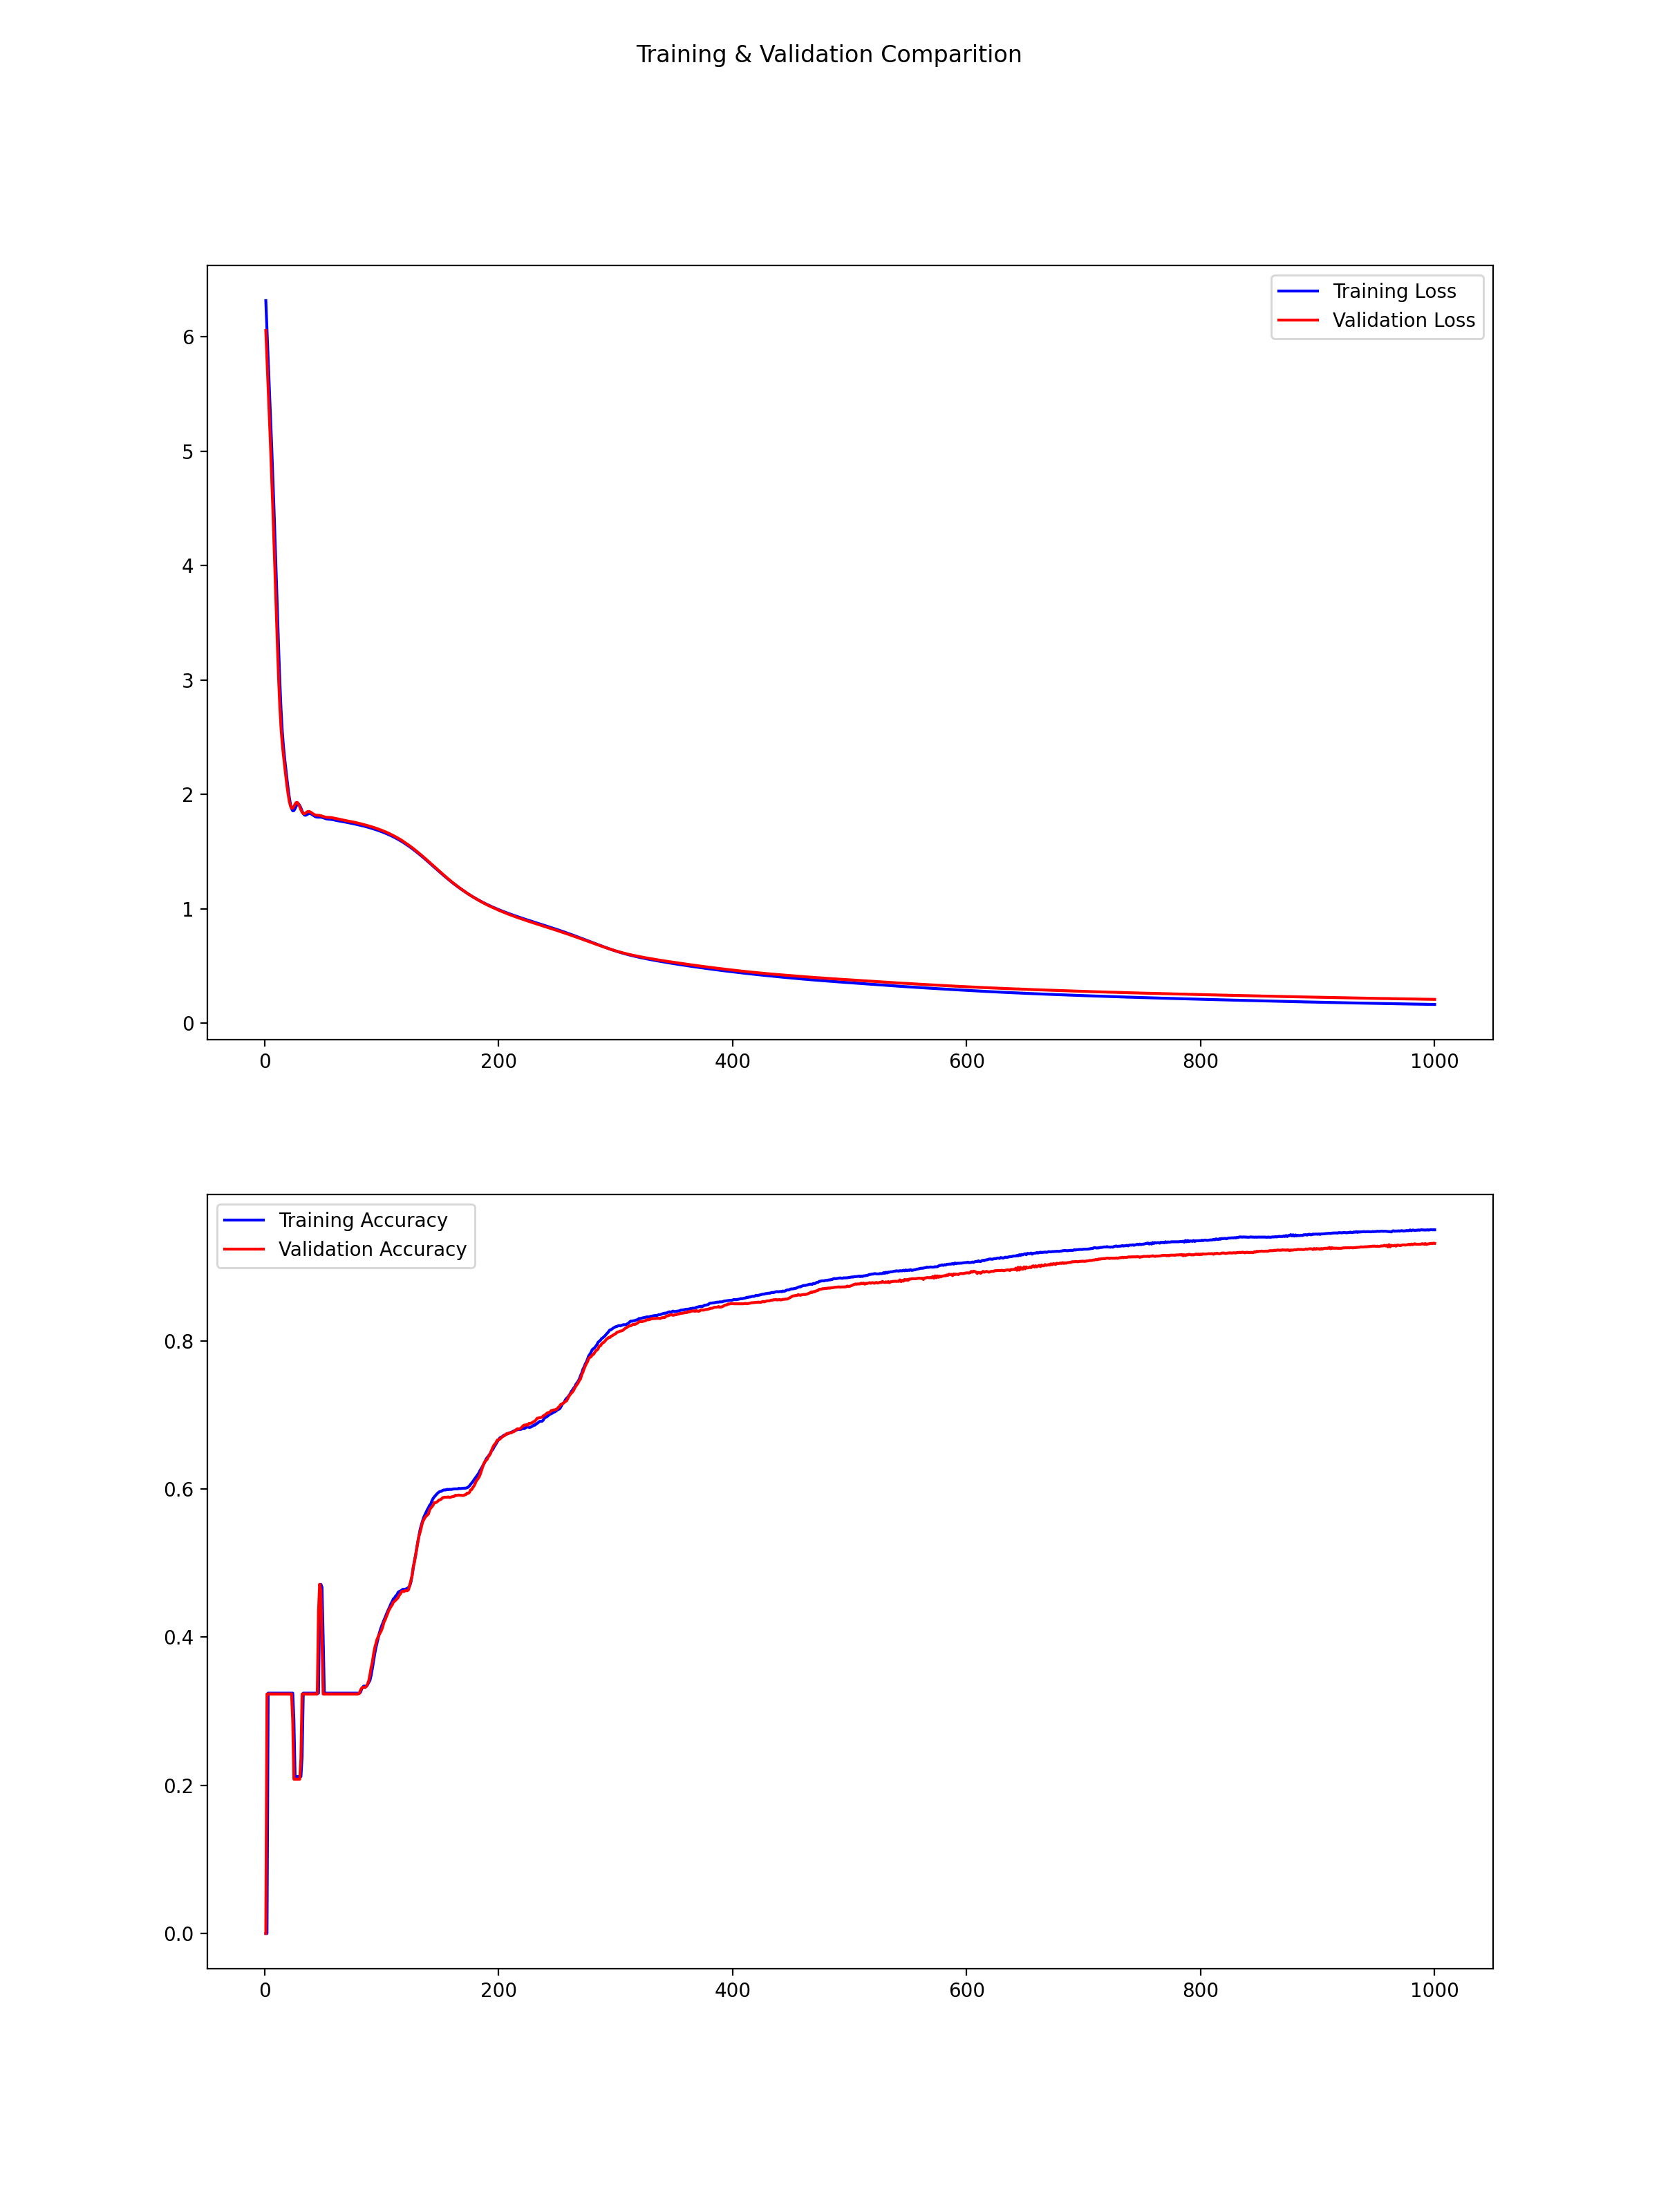 Training & Validation Comparition
Training Loss
Validation Loss
6
5
4
3
2
1
0
0 200 400 600 800 1000
Training Accuracy
Validation Accuracy
0.8
0.6
0.4
0.2
0.0
0 200 400 600 800 1000